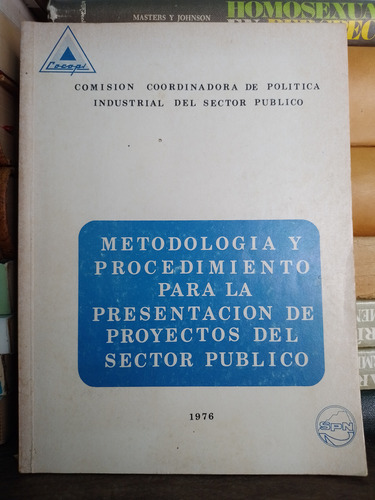 MASTERS Y JOHNSON
HOMOSEXUA
Cocopi
COMISION COORDINADORA DE POLITICA
INDUSTRIAL DEL SECTOR PUBLICO
METODOLOGIA Y
PROCEDIMIENTO
PARA LA
PRESENTACION DE
PROYECTOS DEL
SECTOR PUBLICO
1976
SPN